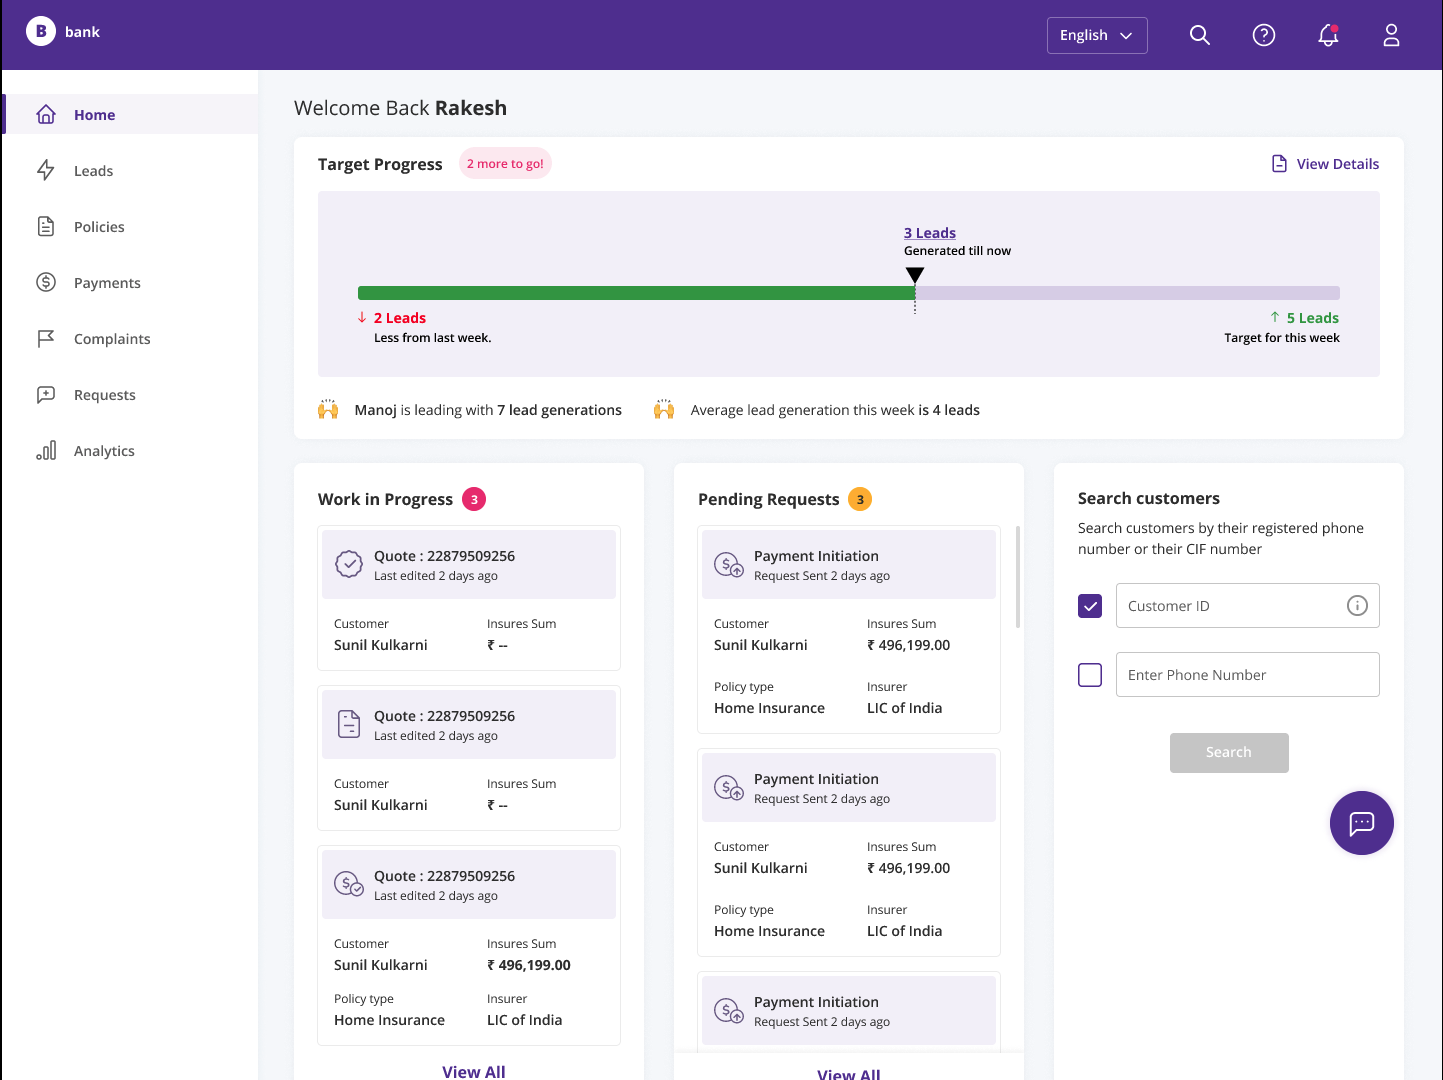 B bank
English
Home
Leads
Policies
Payments
Complaints
Requests
Analytics
Welcome Back Rakesh
Target Progress
2 more to go!
View Details
3 Leads
Generated till now
2 Leads
Less from last week.
5 Leads
Target for this week
Manoj is leading with 7 lead generations
Average lead generation this week is 4 leads
Work in Progress 3
Quote : 22879509256
Last edited 2 days ago
Customer
Sunil Kulkarni
Insures Sum
₹ --
Quote : 22879509256
Last edited 2 days ago
Customer
Sunil Kulkarni
Insures Sum
₹ --
Quote : 22879509256
Last edited 2 days ago
Customer
Sunil Kulkarni
Insures Sum
₹ 496,199.00
Policy type
Home Insurance
Insurer
LIC of India
View All
Pending Requests 3
Payment Initiation
Request Sent 2 days ago
Customer
Sunil Kulkarni
Insures Sum
₹ 496,199.00
Policy type
Home Insurance
Insurer
LIC of India
Payment Initiation
Request Sent 2 days ago
Customer
Sunil Kulkarni
Insures Sum
₹ 496,199.00
Policy type
Home Insurance
Insurer
LIC of India
Payment Initiation
Request Sent 2 days ago
View All
Search customers
Search customers by their registered phone
number or their CIF number
Customer ID
Enter Phone Number
Search